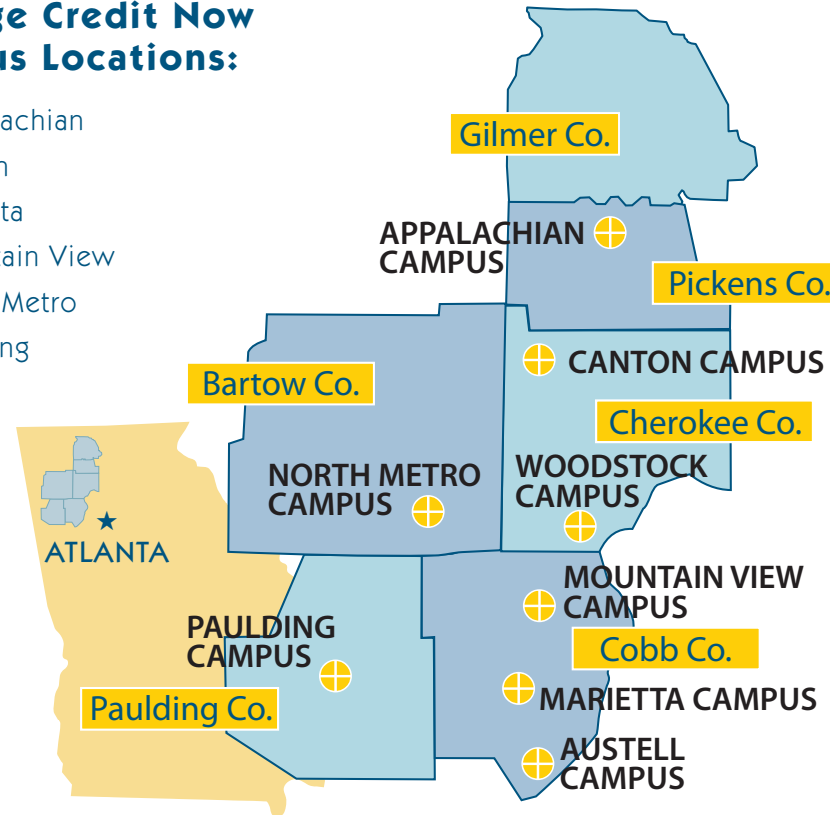 ge Credit Now
us Locations:
lachian
n
ta
tain View
Metro
ng
Gilmer Co.
APPALACHIAN
CAMPUS
Pickens Co.
CANTON CAMPUS
Bartow Co.
Cherokee Co.
NORTH METRO
CAMPUS
WOODSTOCK
CAMPUS
ATLANTA
MOUNTAIN VIEW
CAMPUS
PAULDING
CAMPUS
Cobb Co.
Paulding Co.
MARIETTA CAMPUS
AUSTELL
CAMPUS